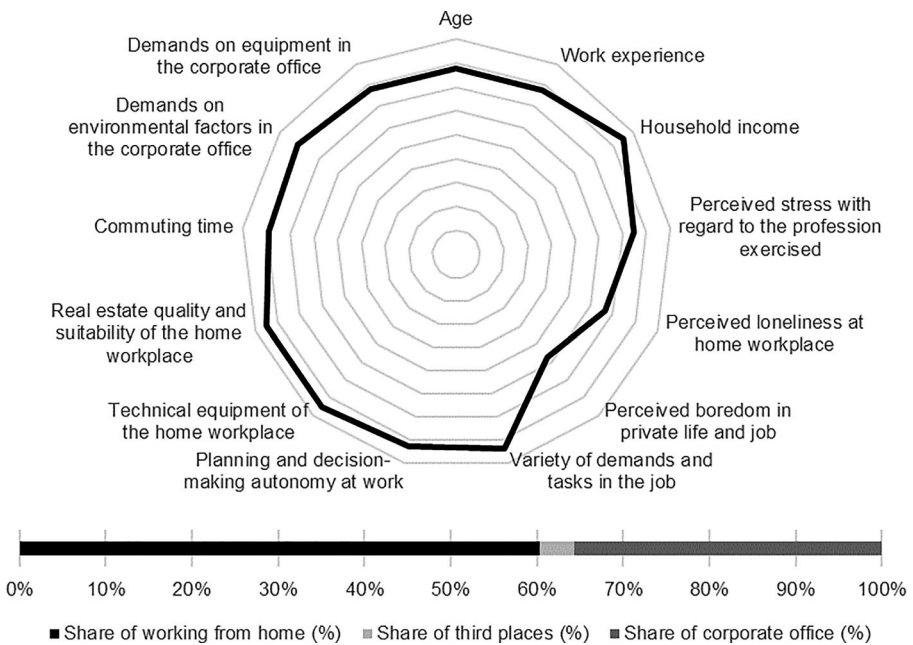 Age
Work experience
Household income
Perceived stress with
regard to the profession
exercised
Perceived loneliness at
home workplace
Perceived boredom in
private life and job
Variety of demands and
tasks in the job
Planning and decision-
making autonomy at work
Technical equipment of
the home workplace
Real estate quality and
suitability of the home
workplace
Commuting time
Demands on
environmental factors in
the corporate office
Demands on equipment in
the corporate office
0% 10% 20% 30% 40% 50% 60% 70% 80% 90% 100%
Share of working from home (%) Share of third places (%) Share of corporate office (%)